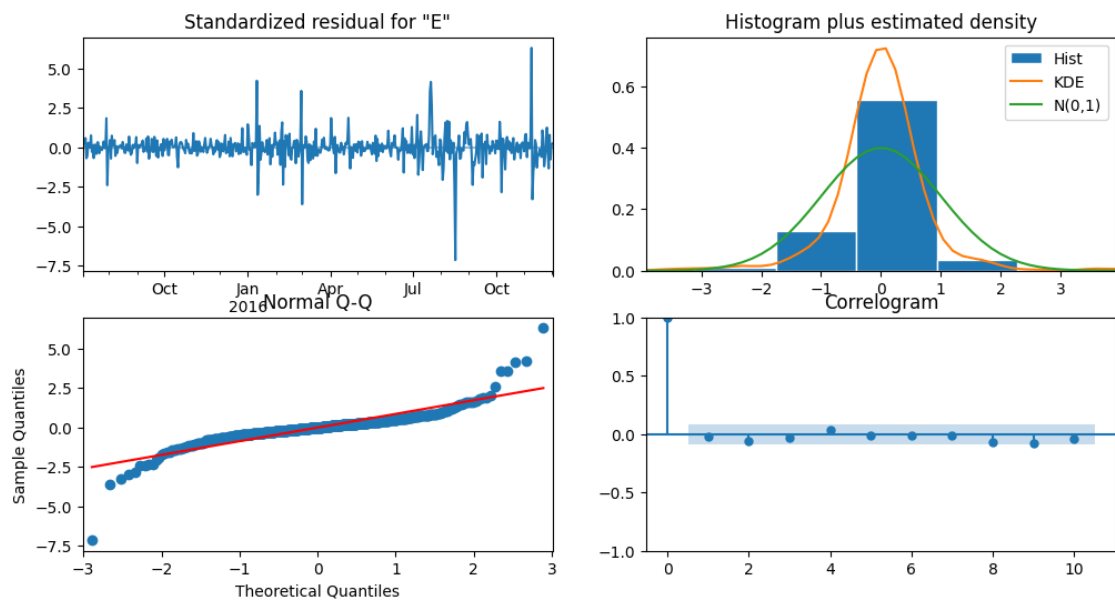 Standardized residual for "E"
5.0
2.5
0.0
−2.5
−5.0
−7.5
Oct Jan Apr Jul Oct
2016
Histogram plus estimated density
Hist
KDE
N(0,1)
0.6
0.4
0.2
0.0
−3 −2 −1 0 1 2 3
Normal Q-Q
Sample Quantiles
5.0
2.5
0.0
−2.5
−5.0
−7.5
−3 −2 −1 0 1 2 3
Theoretical Quantiles
Correlogram
1.0
0.5
0.0
−0.5
−1.0
0 2 4 6 8 10